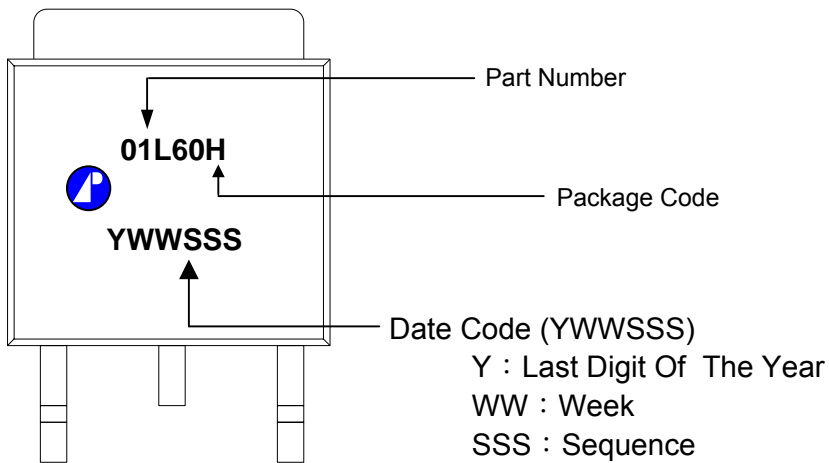 Part Number
01L60H
Package Code
YWWSSS
Date Code (YWWSSS)
Y：Last Digit Of The Year
WW：Week
SSS：Sequence